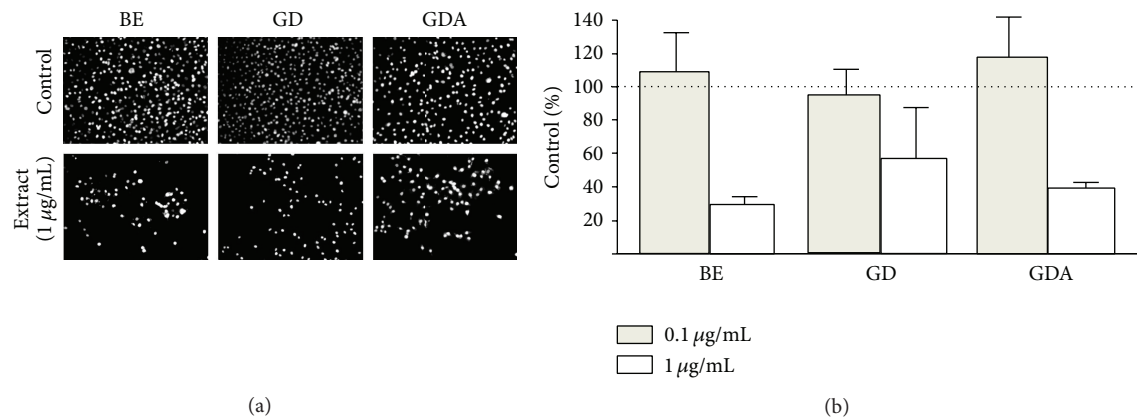 BE GD GDA
Control
Extract
(1 μg/mL)
(a)
Control (%)
140
120
100
80
60
40
20
BE GD GDA
0.1 μg/mL
1 μg/mL
(b)